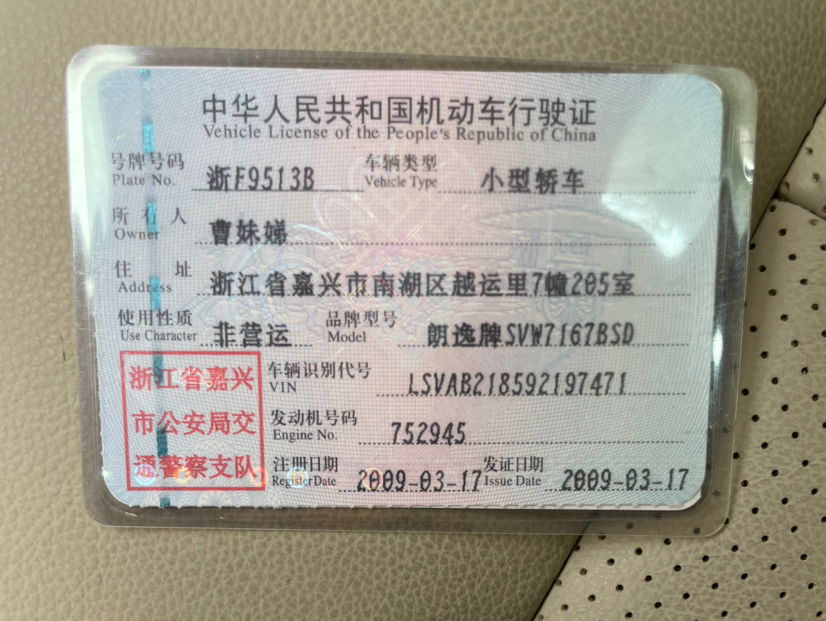 中华人民共和国机动车行驶证
Vehicle License of the People's Republic of China
号牌号码 浙F9513B 车辆类型 小型轿车
Plate No. Vehicle Type
所有人 曹妹娣
Owner
住址 浙江省嘉兴市南湖区越运里7幢205室
Address
使用性质 非营运 品牌型号 朗逸牌SVW7167BSD
Use Character Model
浙江省嘉兴
市公安局交
通警察支队
车辆识别代号 LSVAB218592197471
VIN
发动机号码 752945
Engine No.
注册日期 2009-03-17 发证日期 2009-03-17
Register Date Issue Date